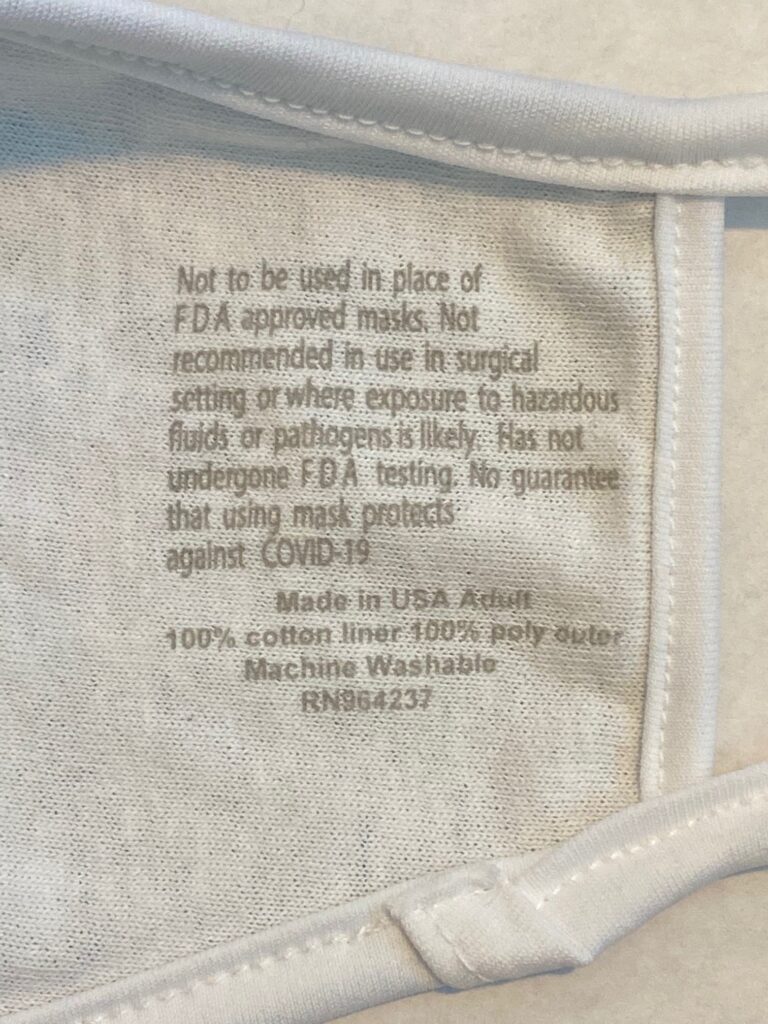 Not to be used in place of
FDA approved masks. Not
recommended in use in surgical
setting or where exposure to hazardous
fluids or pathogens is likely. Has not
undergone FDA testing. No guarantee
that using mask protects
against COVID-19
Made in USA Adult
100% cotton liner 100% poly outer
Machine Washable
RN964237